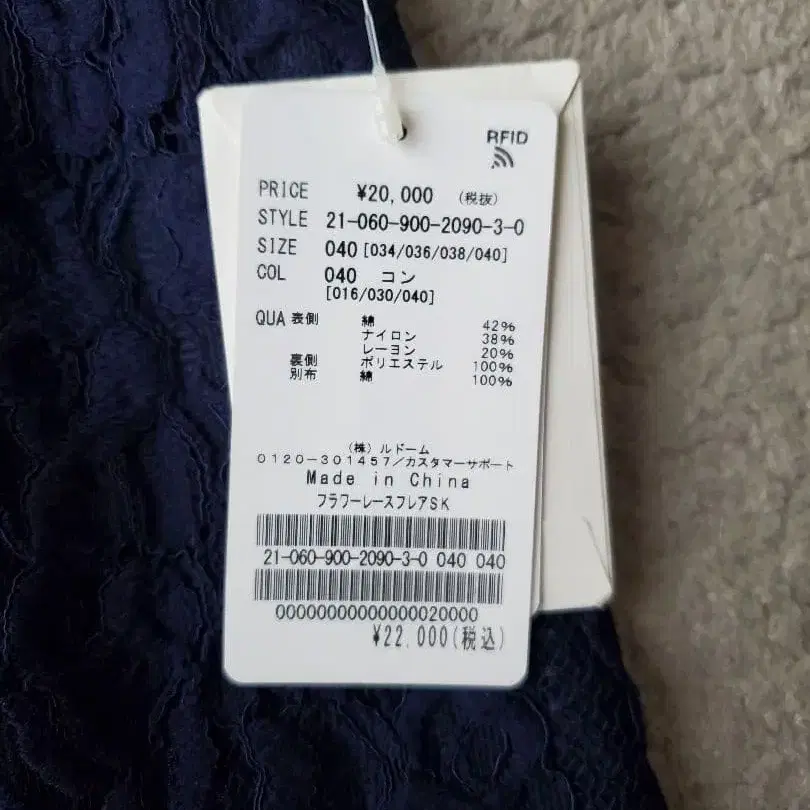 RFID
PRICE ¥20,000 (税抜)
STYLE 21-060-900-2090-3-0
SIZE 040 [034/036/038/040]
COL 040 コン
[016/030/040]
QUA 表側 綿 42%
ナイロン 38%
レーヨン 20%
裏側 ポリエステル 100%
別布 綿 100%
(株)ルドーム
0120-301457/カスタマーサポート
Made in China
フラワーレースフレアSK
21-060-900-2090-3-0 040 040
00000000000000020000
¥22,000(税込)